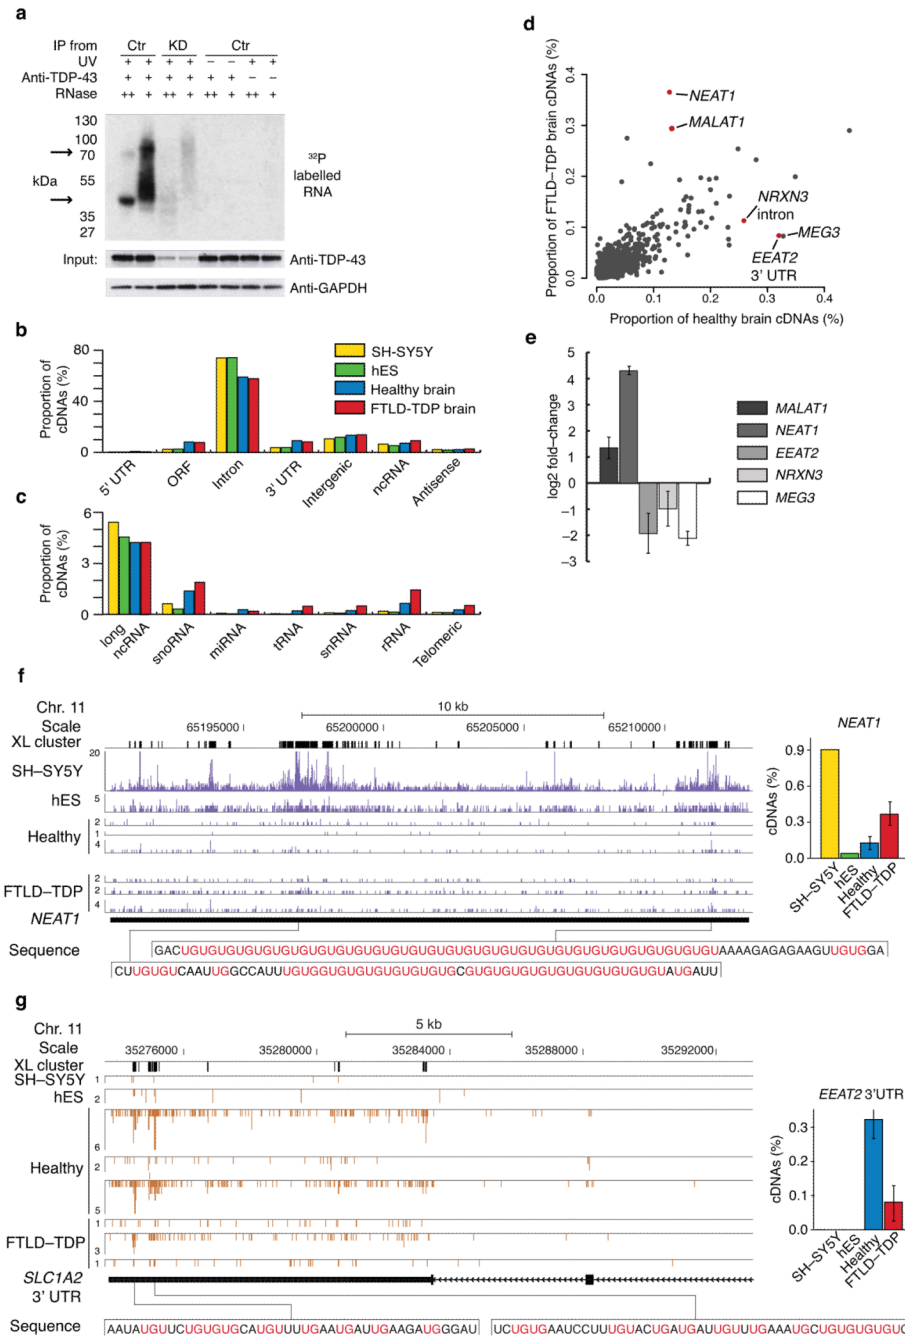 a
IP from Ctr KD Ctr
UV + + + + – – + +
Anti-TDP-43 + + + + + + – –
RNase ++ + ++ + ++ + ++ +
130
100
70
kDa 55
35
27
32P
labelled
RNA
Input: Anti-TDP-43
Anti-GAPDH
b
Proportion of
cDNAs (%)
80
40
0
SH-SY5Y
hES
Healthy brain
FTLD-TDP brain
5' UTR
ORF
Intron
3' UTR
Intergenic
ncRNA
Antisense
c
Proportion of
cDNAs (%)
6
3
0
long
ncRNA
snoRNA
miRNA
tRNA
snRNA
rRNA
Telomeric
d
Proportion of FTLD–TDP brain cDNAs (%)
0.4
0.3
0.2
0.1
0.0
NEAT1
MALAT1
NRXN3
intron
MEG3
EEAT2
3' UTR
0.0 0.1 0.2 0.3 0.4
Proportion of healthy brain cDNAs (%)
e
log2 fold–change
5
4
3
2
1
0
–1
–2
–3
MALAT1
NEAT1
EEAT2
NRXN3
MEG3
f
Chr. 11 10 kb
Scale 65195000 65200000 65205000 65210000
XL cluster
SH–SY5Y 20
hES 5
Healthy 2
1
4
FTLD–TDP 2
2
4
NEAT1
Sequence GACUGUGUGUGUGUGUGUGUGUGUGUGUGUGUGUGUGUGUGUGUGUGUGUGUGUGUGUAAAAGAGAGAAGUUGUGUGGA
CUUGUGUCAAUUGGCCAUUUGUGGUGUGUGUGUGUGUGCGUGUGUGUGUGUGUGUGUGUAUGAUU
NEAT1
cDNAs (%)
0.9
0.6
0.3
0.0
SH–SY5Y
hES
Healthy
FTLD–TDP
g
Chr. 11 5 kb
Scale 35276000 35280000 35284000 35288000 35292000
XL cluster
SH–SY5Y 1
hES 2
Healthy 6
2
5
FTLD–TDP 1
3
1
SLC1A2
3' UTR
Sequence AAUAUGUUCUGUGUGCAUGUUUUGAAUGAUUGAAGAUGGGAU UCUGUGAAUCCUUUGUACUGAUGAUUGUUUGAAAUGCUGUGUGUGUC
EEAT2 3'UTR
cDNAs (%)
0.3
0.1
0.0
SH–SY5Y
hES
Healthy
FTLD–TDP